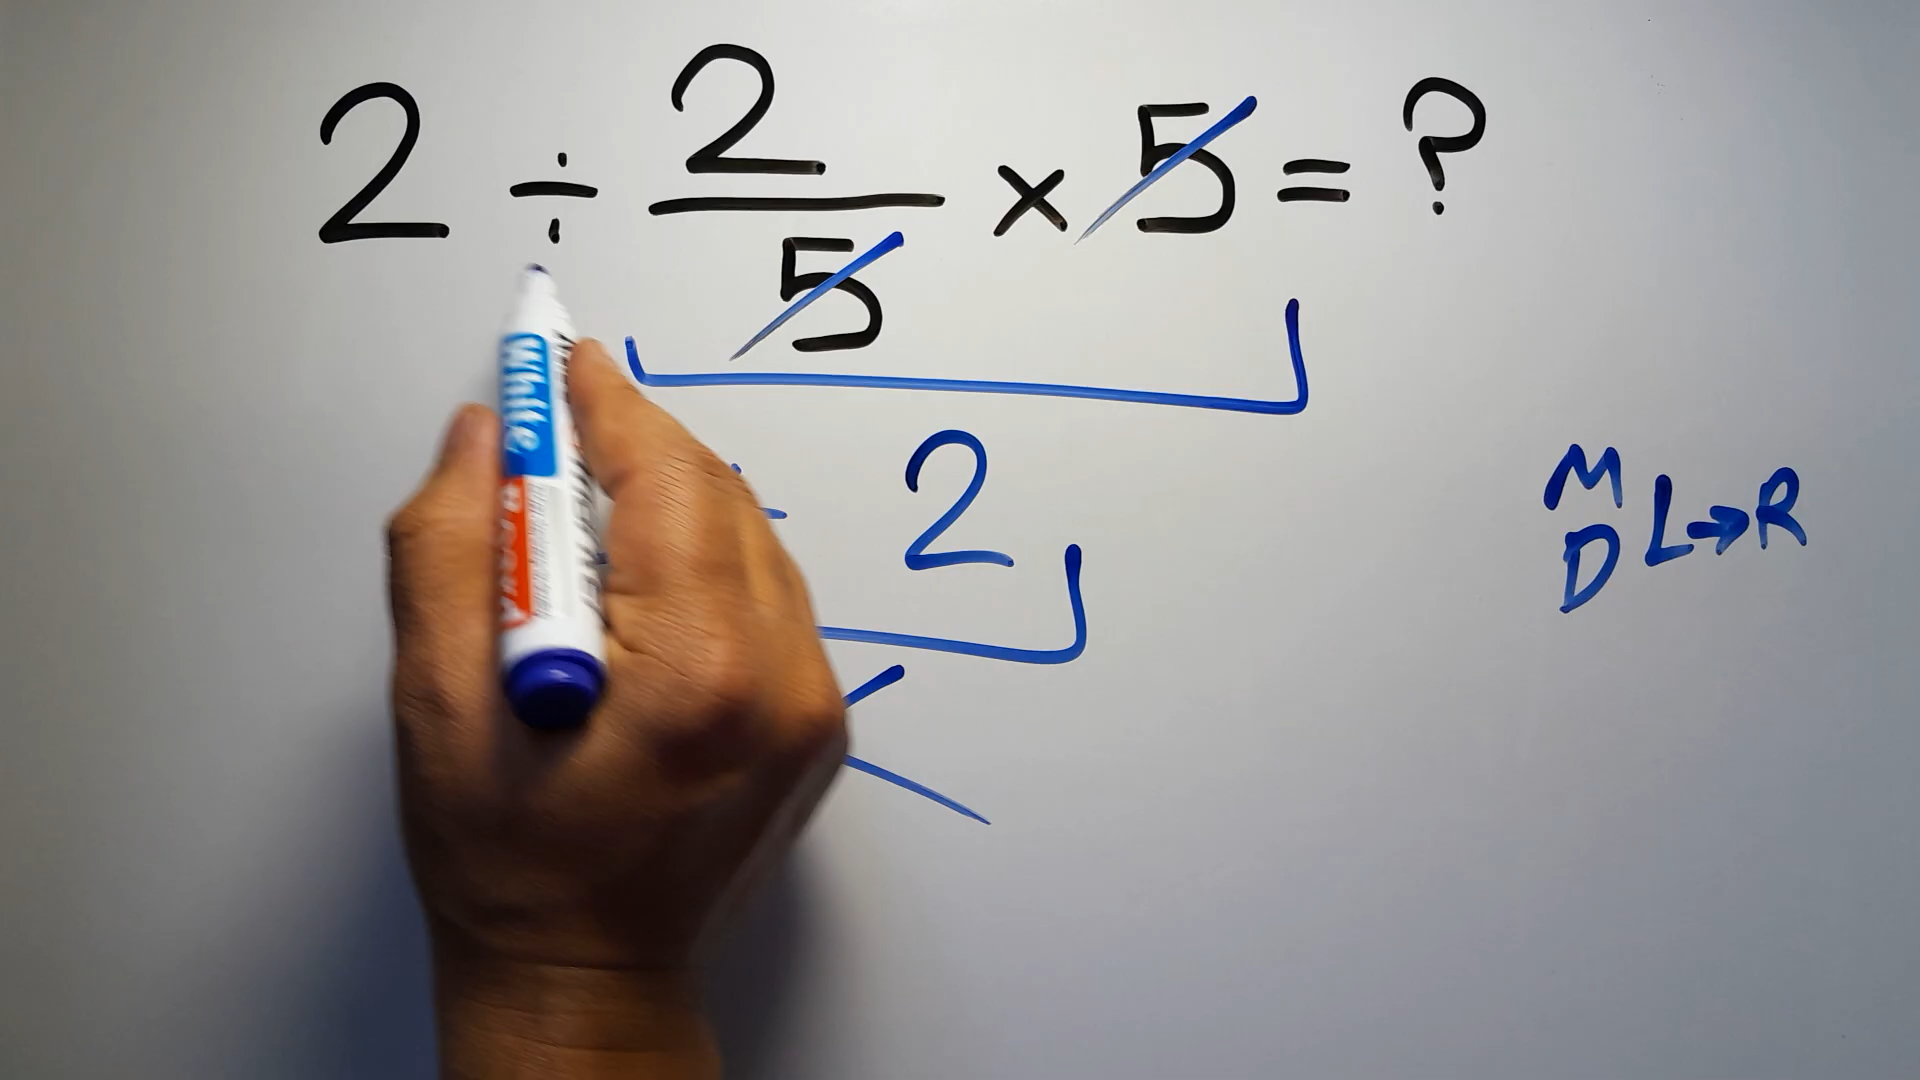 2 ÷ 2/5 × 5 = ?
÷ 2
M
D L→R
White